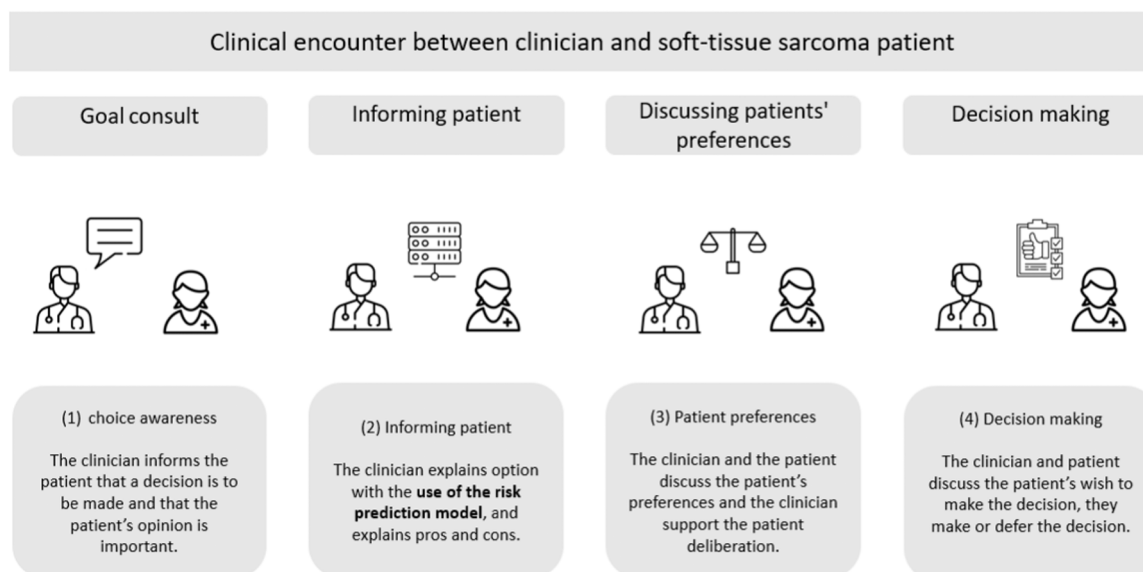 Clinical encounter between clinician and soft-tissue sarcoma patient
Goal consult
Informing patient
Discussing patients'
preferences
Decision making
(1) choice awareness
The clinician informs the
patient that a decision is to
be made and that the
patient's opinion is
important.
(2) Informing patient
The clinician explains option
with the use of the risk
prediction model, and
explains pros and cons.
(3) Patient preferences
The clinician and the patient
discuss the patient's
preferences and the clinician
support the patient
deliberation.
(4) Decision making
The clinician and patient
discuss the patient's wish to
make the decision, they
make or defer the decision.